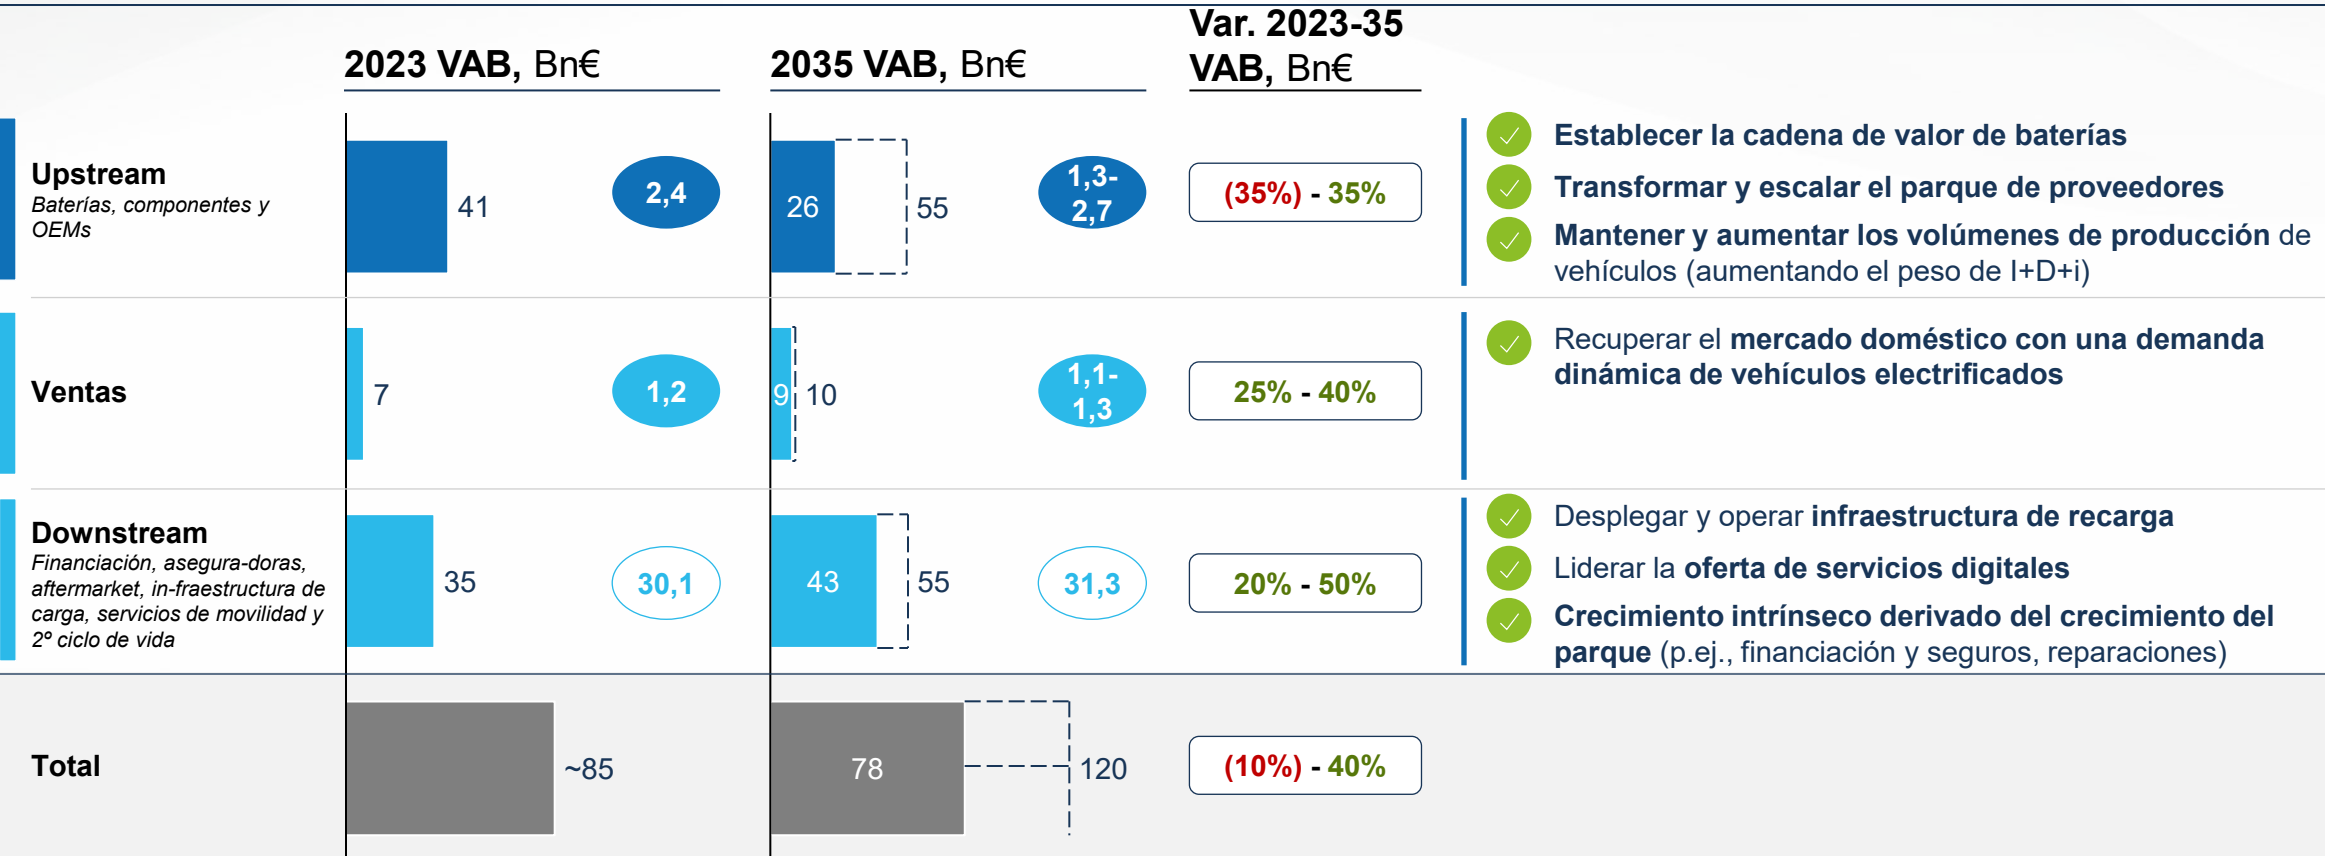 2023 VAB, Bn€
2035 VAB, Bn€
Var. 2023-35
VAB, Bn€
Upstream
Baterías, componentes y
OEMs
41
2,4
26
55
1,3-
2,7
(35%) - 35%
Establecer la cadena de valor de baterías
Transformar y escalar el parque de proveedores
Mantener y aumentar los volúmenes de producción de
vehículos (aumentando el peso de I+D+i)
Ventas
7
1,2
9
10
1,1-
1,3
25% - 40%
Recuperar el mercado doméstico con una demanda
dinámica de vehículos electrificados
Downstream
Financiación, asegura-doras,
aftermarket, in-fraestructura de
carga, servicios de movilidad y
2º ciclo de vida
35
30,1
43
55
31,3
20% - 50%
Desplegar y operar infraestructura de recarga
Liderar la oferta de servicios digitales
Crecimiento intrínseco derivado del crecimiento del
parque (p.ej., financiación y seguros, reparaciones)
Total
~85
78
120
(10%) - 40%